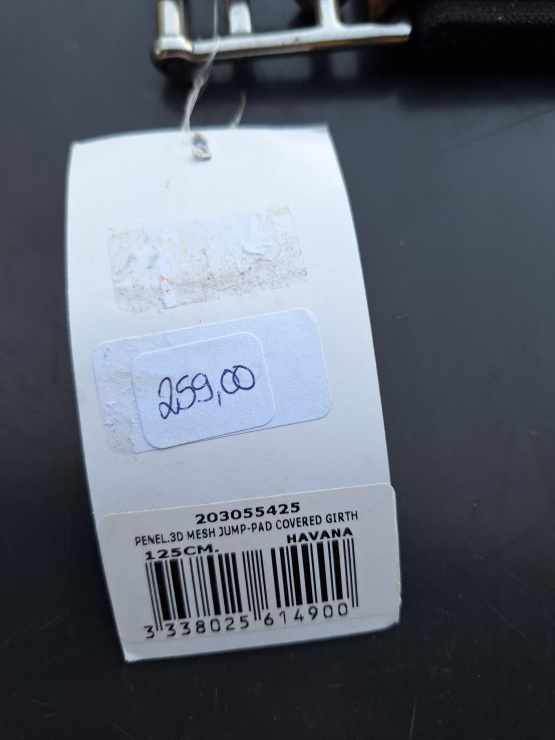 259,00
203055425
PENEL.3D MESH JUMP-PAD COVERED GIRTH
125CM. HAVANA
3 338025 614900